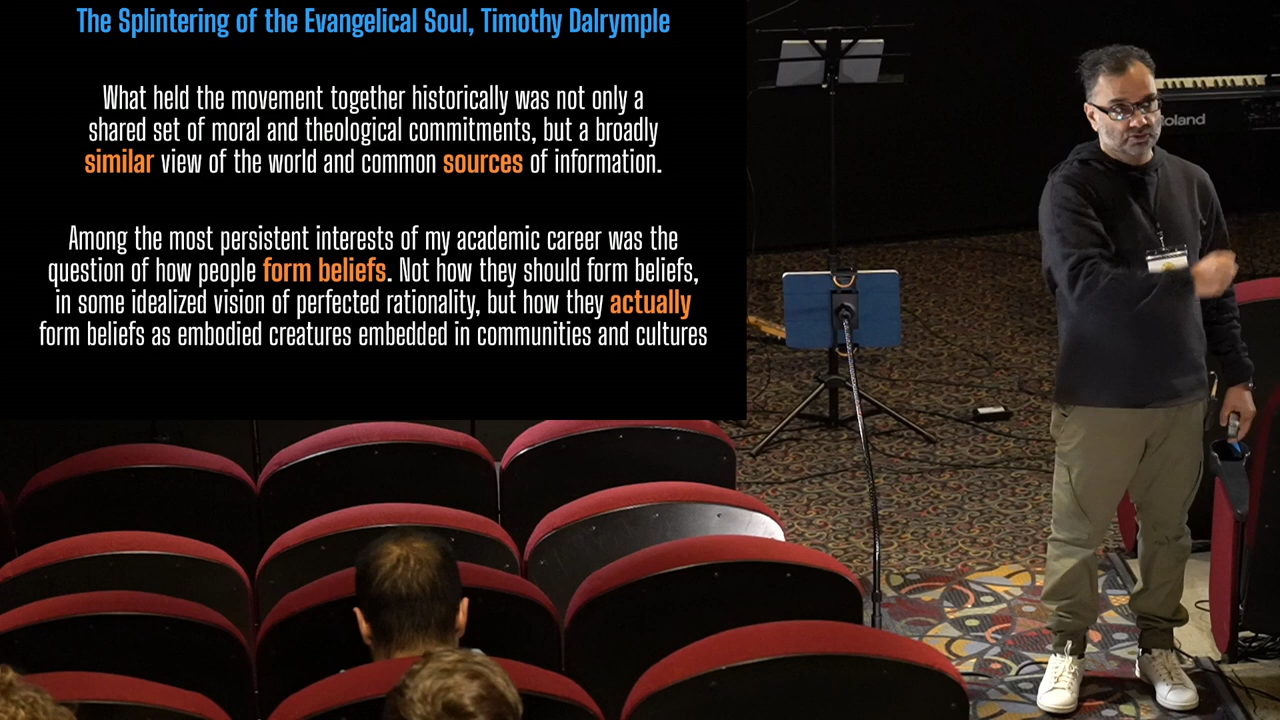 The Splintering of the Evangelical Soul, Timothy Dalrymple
What held the movement together historically was not only a
shared set of moral and theological commitments, but a broadly
similar view of the world and common sources of information.
Among the most persistent interests of my academic career was the
question of how people form beliefs. Not how they should form beliefs,
in some idealized vision of perfected rationality, but how they actually
form beliefs as embodied creatures embedded in communities and cultures
Roland